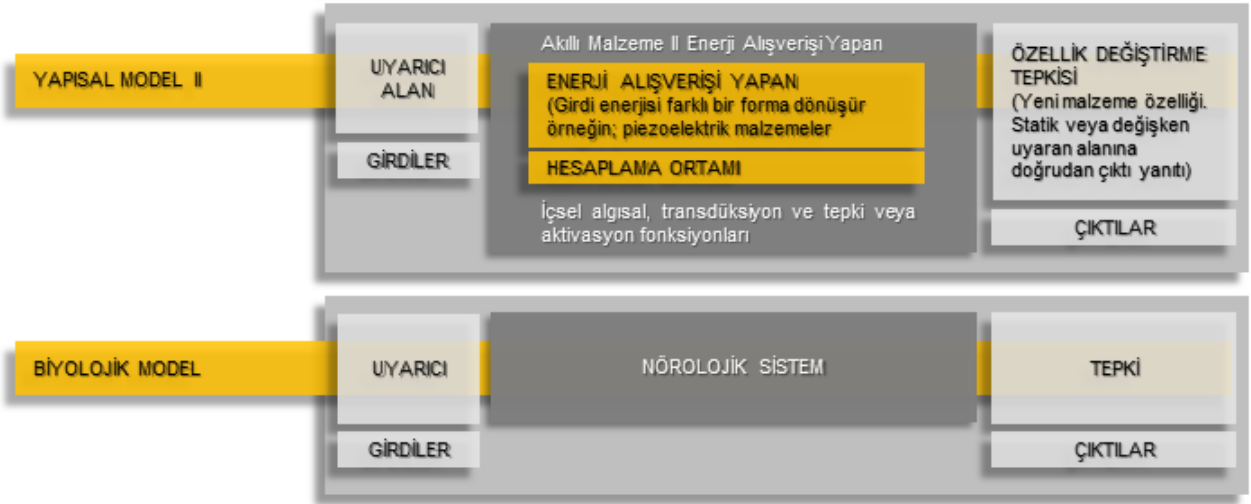 YAPISAL MODEL II
UYARICI
ALAN
GİRDİLER
Akıllı Malzeme II Enerji Alışverişi Yapan
ENERJİ ALIŞVERİŞİ YAPAN
(Girdi enerjisi farklı bir forma dönüşür
örneğin; piezoelektrik malzemeler
HESAPLAMA ORTAMI
İçsel algısal, transdüksiyon ve tepki veya
aktivasyon fonksiyonları
ÖZELLİK DEĞİŞTİRME
TEPKİSİ
(Yeni malzeme özelliği.
Statik veya değişken
uyaran alanına
doğrudan çıktı yanıtı)
ÇIKTILAR
BİYOLOJİK MODEL
UYARICI
GİRDİLER
NÖROLOJİK SİSTEM
TEPKİ
ÇIKTILAR